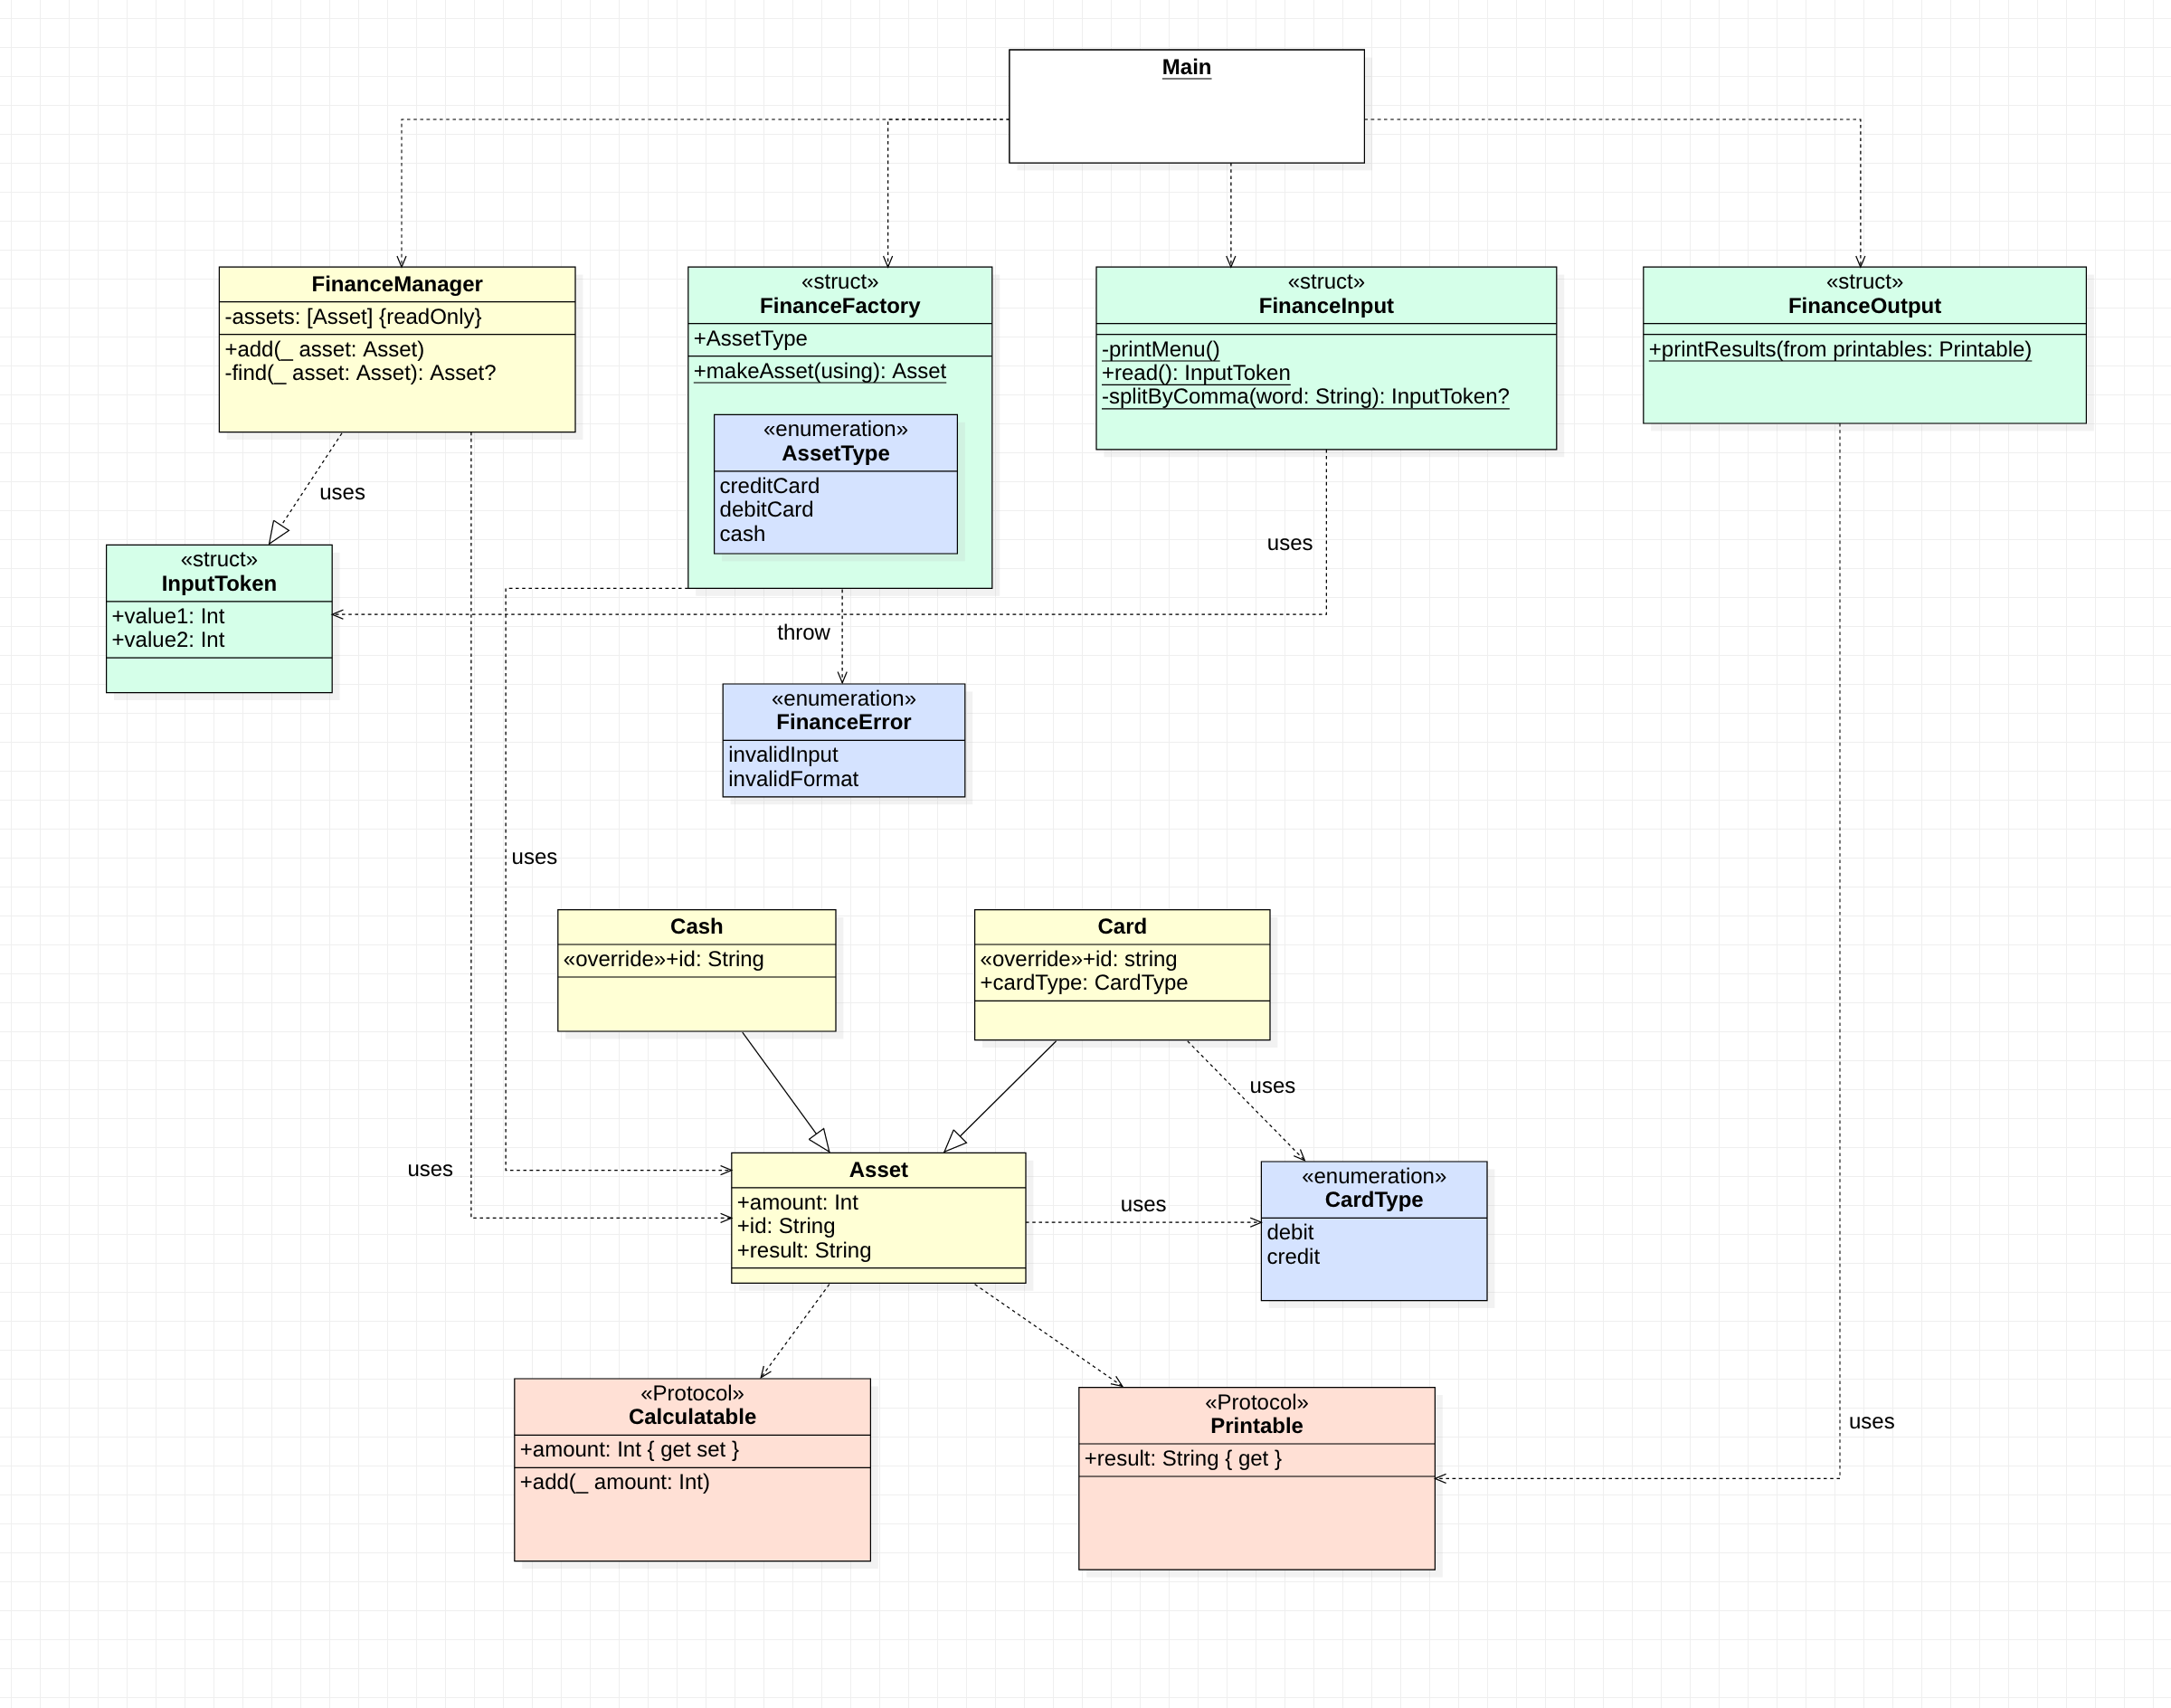 Main
FinanceManager
-assets: [Asset] {readOnly}
+add(_ asset: Asset)
-find(_ asset: Asset): Asset?
«struct»
FinanceFactory
+AssetType
+makeAsset(using): Asset
«enumeration»
AssetType
creditCard
debitCard
cash
«struct»
FinanceInput
-printMenu()
+read(): InputToken
-splitByComma(word: String): InputToken?
«struct»
FinanceOutput
+printResults(from printables: Printable)
uses
uses
«struct»
InputToken
+value1: Int
+value2: Int
throw
«enumeration»
FinanceError
invalidInput
invalidFormat
uses
Cash
«override»+id: String
Card
«override»+id: string
+cardType: CardType
uses
uses
Asset
+amount: Int
+id: String
+result: String
uses
«enumeration»
CardType
debit
credit
«Protocol»
Calculatable
+amount: Int { get set }
+add(_ amount: Int)
«Protocol»
Printable
+result: String { get }
uses